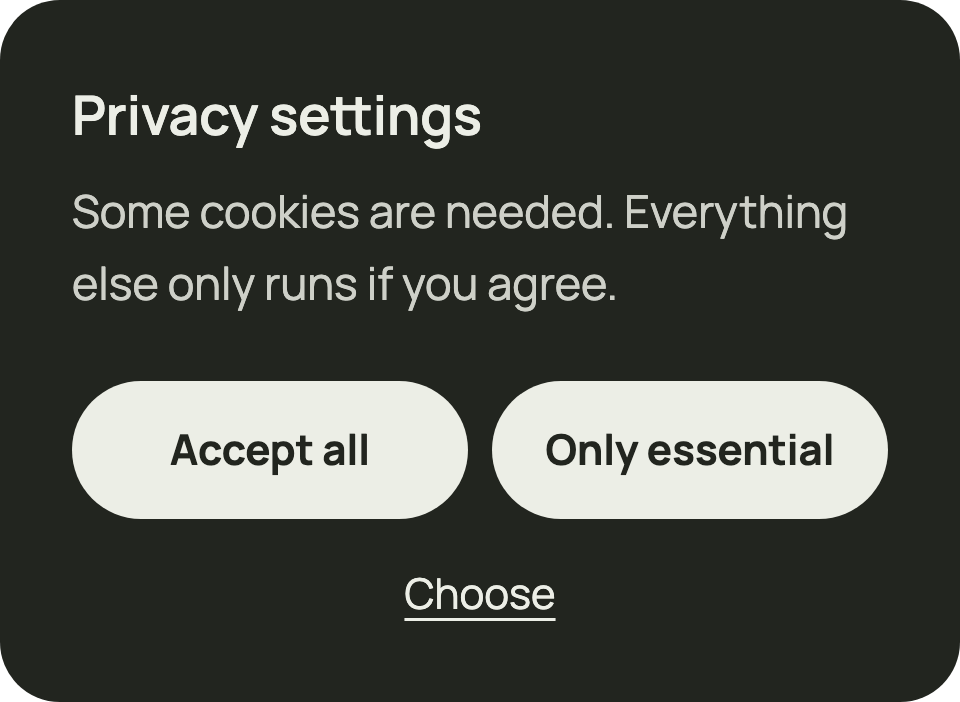 Privacy settings
Some cookies are needed. Everything
else only runs if you agree.
Accept all
Only essential
Choose